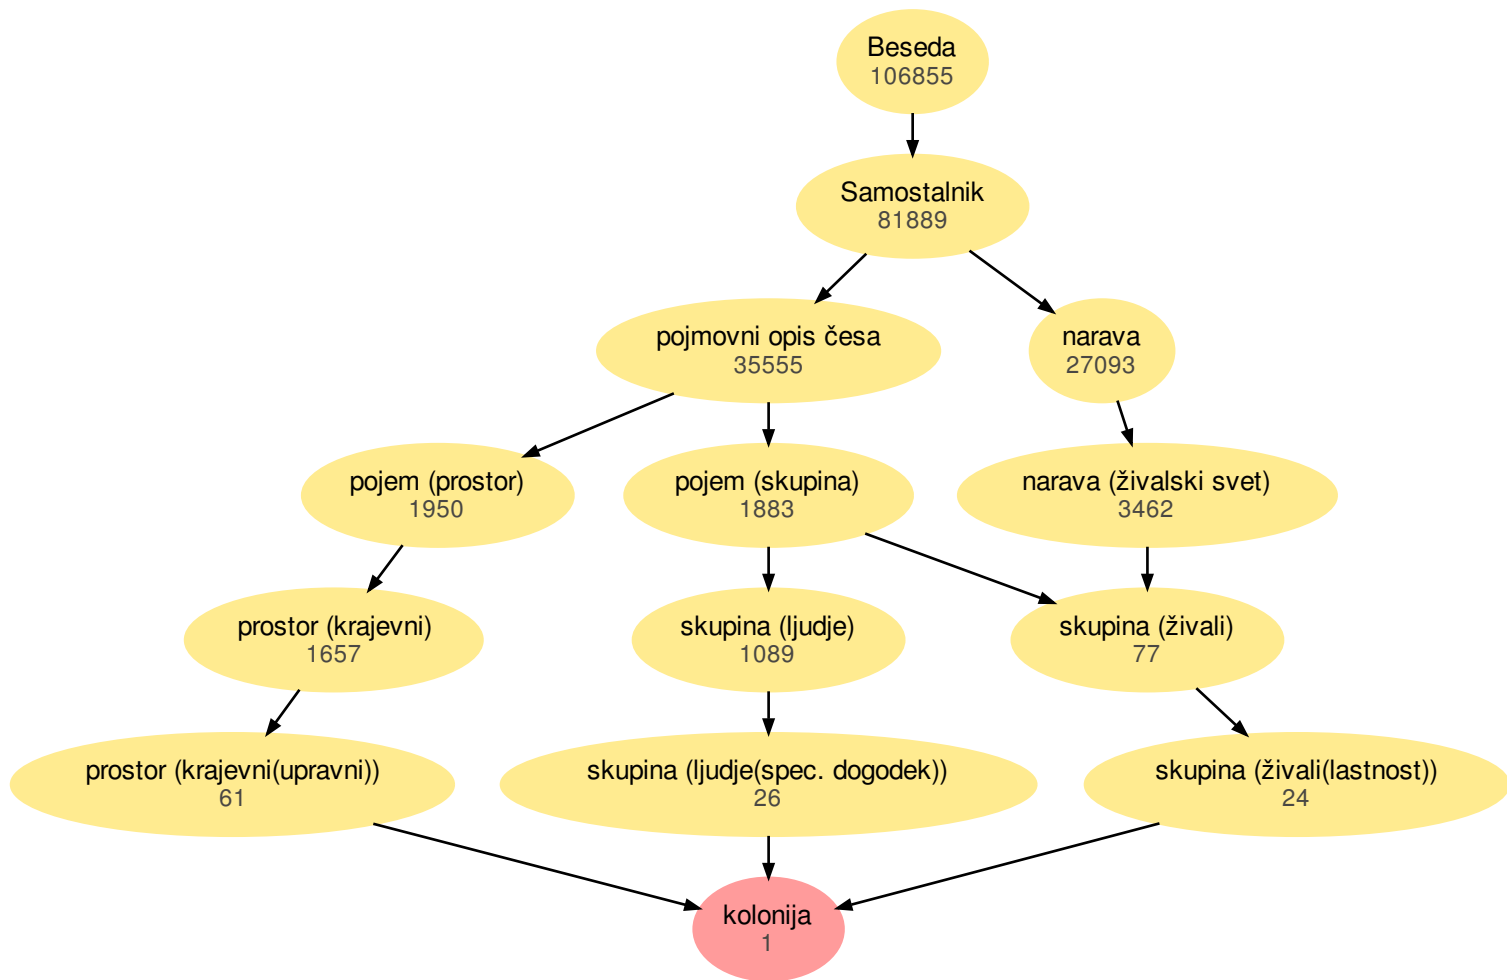 Beseda
106855
Samostalnik
81889
pojmovni opis česa
35555
narava
27093
pojem (prostor)
1950
pojem (skupina)
1883
narava (živalski svet)
3462
prostor (krajevni)
1657
skupina (ljudje)
1089
skupina (živali)
77
prostor (krajevni(upravni))
61
skupina (ljudje(spec. dogodek))
26
skupina (živali(lastnost))
24
kolonija
1